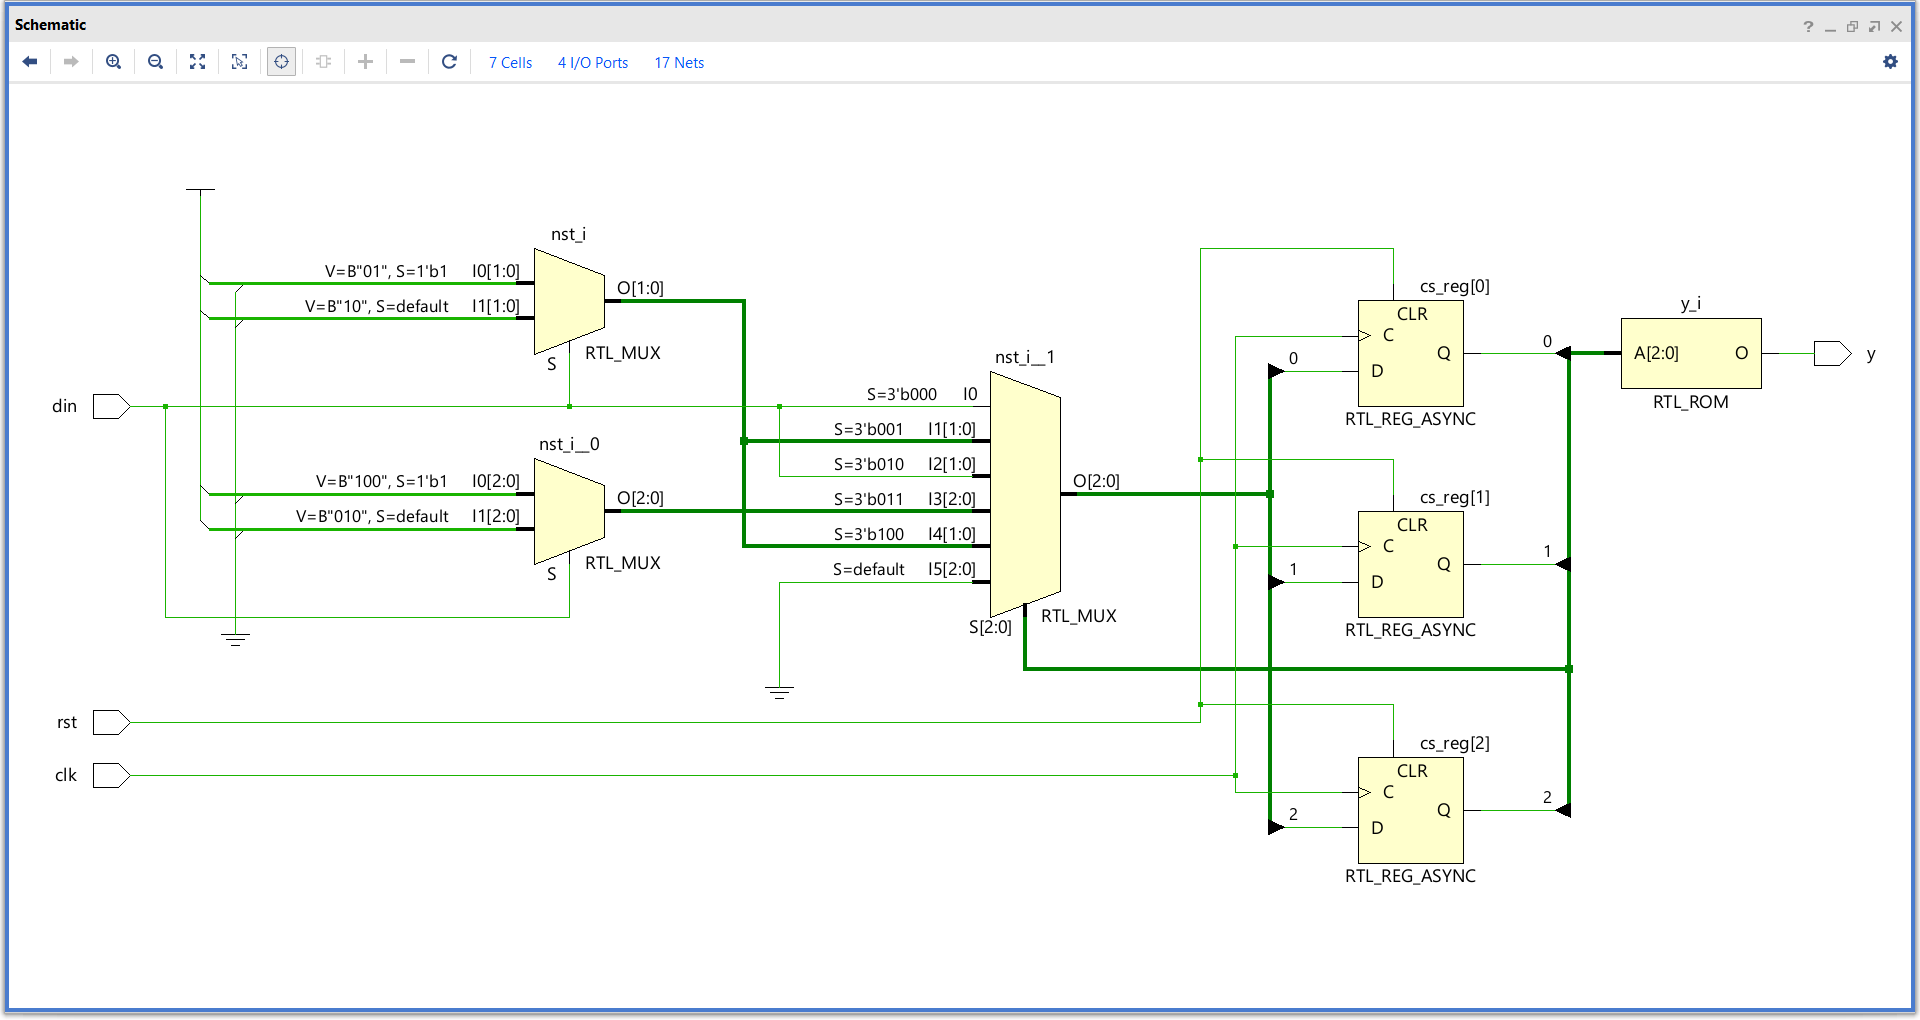 Schematic
7 Cells 4 I/O Ports 17 Nets
nst_i
V=B"01", S=1'b1 I0[1:0]
V=B"10", S=default I1[1:0]
O[1:0]
S
RTL_MUX
din
nst_i__0
V=B"100", S=1'b1 I0[2:0]
V=B"010", S=default I1[2:0]
O[2:0]
S
RTL_MUX
nst_i__1
S=3'b000 I0
S=3'b001 I1[1:0]
S=3'b010 I2[1:0]
S=3'b011 I3[2:0]
S=3'b100 I4[1:0]
S=default I5[2:0]
O[2:0]
S[2:0]
RTL_MUX
rst
clk
cs_reg[0]
CLR
C
0
D
Q
0
RTL_REG_ASYNC
cs_reg[1]
CLR
C
1
D
Q
1
RTL_REG_ASYNC
cs_reg[2]
CLR
C
2
D
Q
2
RTL_REG_ASYNC
y_i
A[2:0] O
RTL_ROM
y